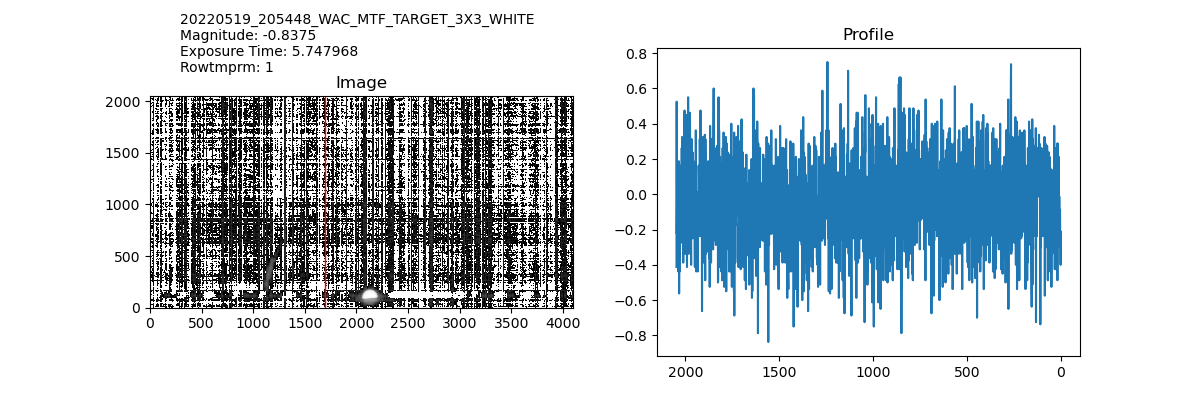 20220519_205448_WAC_MTF_TARGET_3X3_WHITE
Magnitude: -0.8375
Exposure Time: 5.747968
Rowtmprm: 1
Image
2000
1500
1000
500
0
0 500 1000 1500 2000 2500 3000 3500 4000
Profile
0.8
0.6
0.4
0.2
0.0
−0.2
−0.4
−0.6
−0.8
2000 1500 1000 500 0